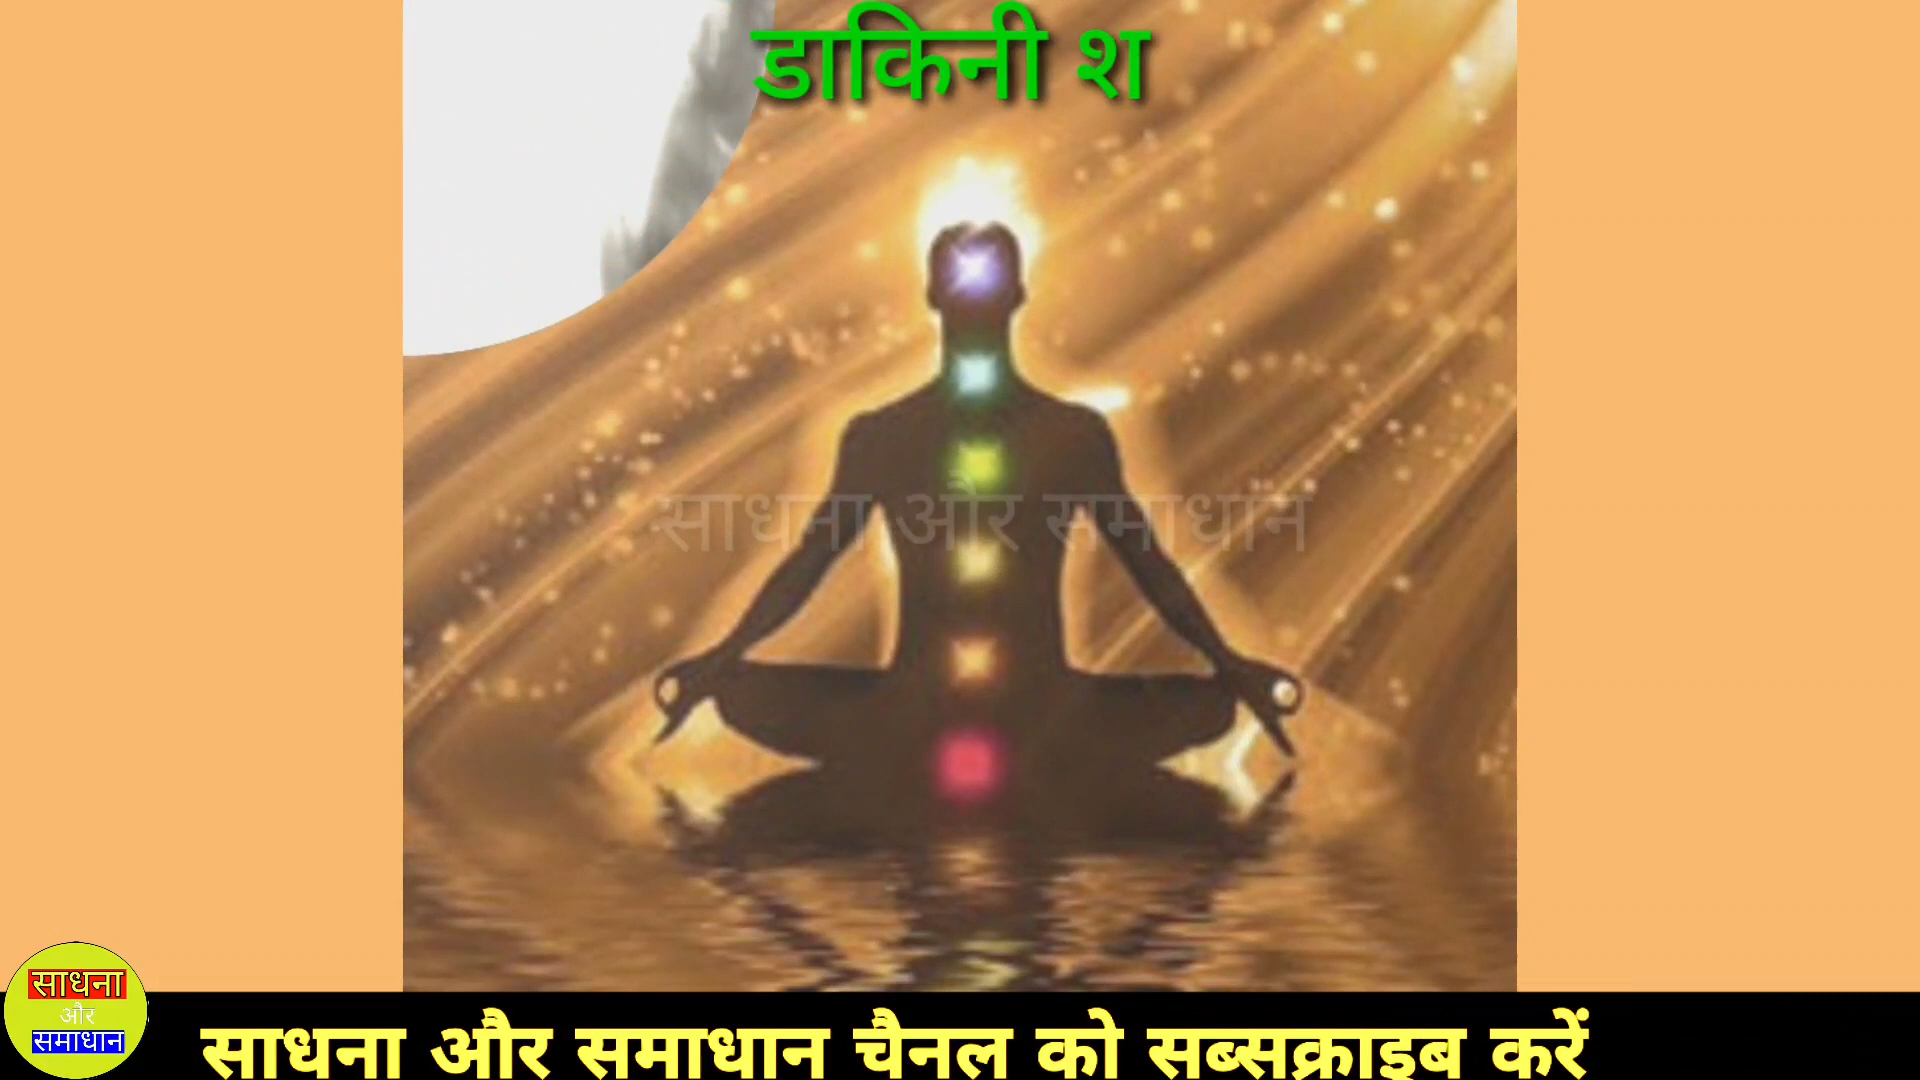 डाकिनी श
साधना और समाधान
साधना
और
समाधान
साधना और समाधान चैनल को सब्सक्राइब करें